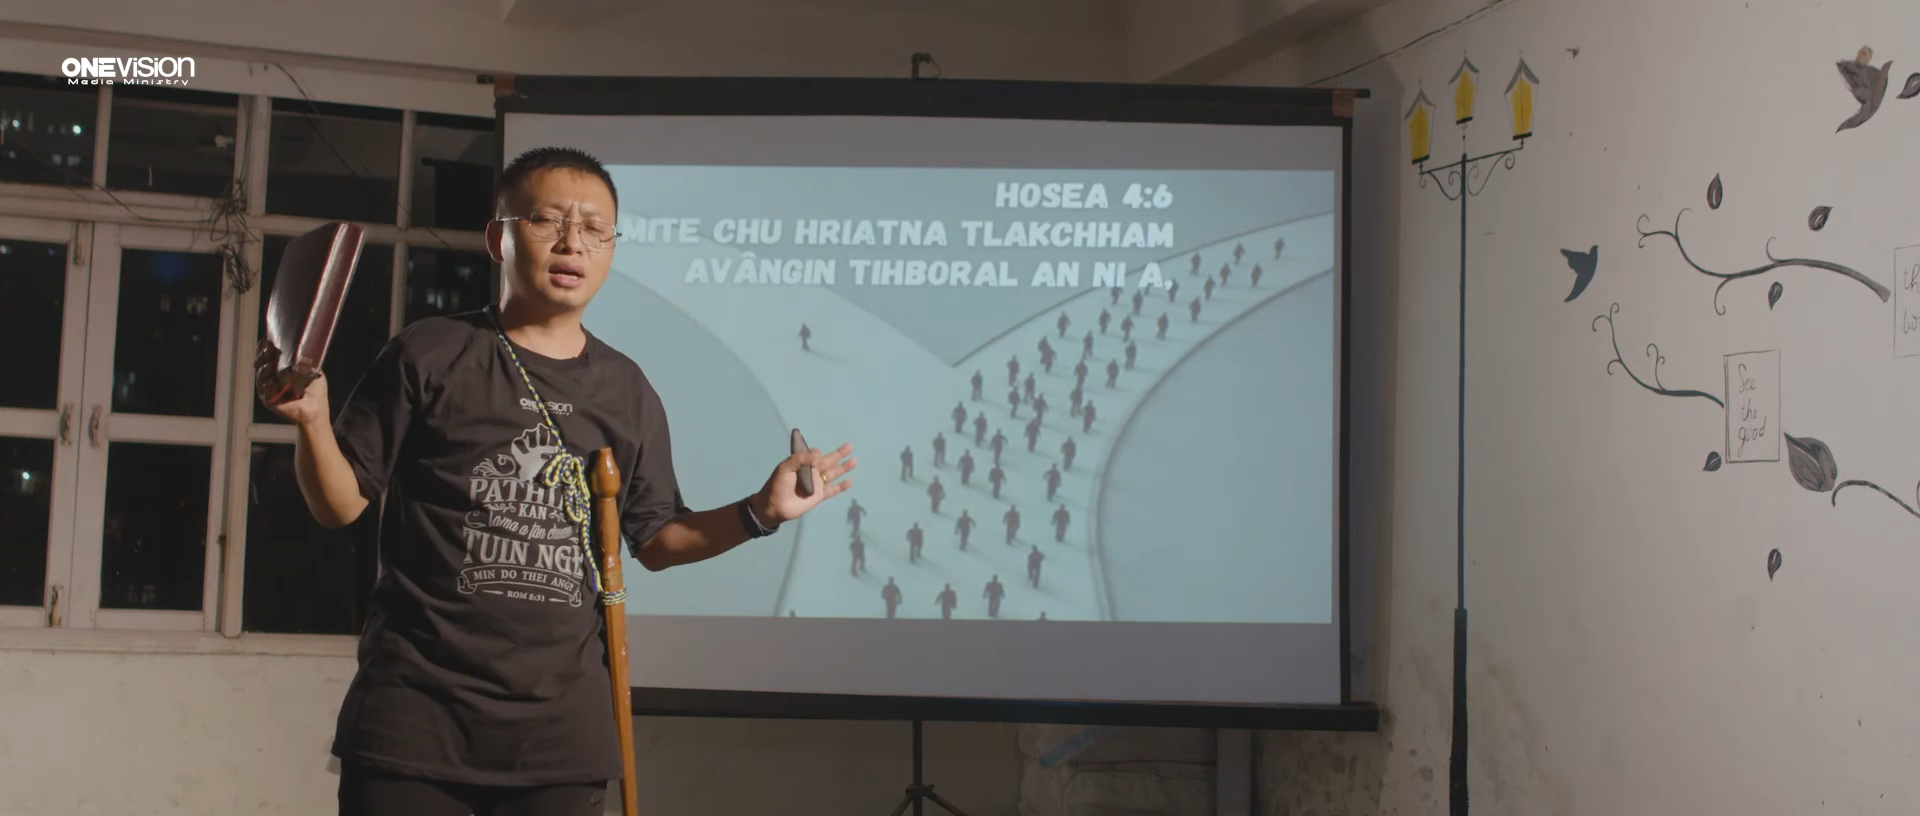 ONEVISION
Media Ministry
HOSEA 4:6
MITE CHU HRIATNA TLAKCHHAM
AVÂNGIN TIHBORAL AN NI A,
ONEVISION
KAN
TUIN NGE
MIN DO THEI ANG?
ROM 8:31
See
the
good